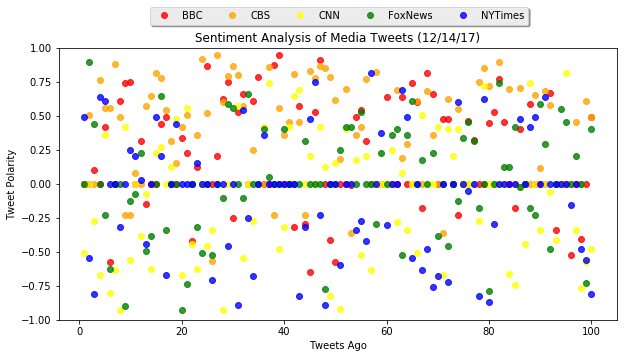 BBC CBS CNN FoxNews NYTimes
Sentiment Analysis of Media Tweets (12/14/17)
1.00
0.75
0.50
0.25
0.00
−0.25
−0.50
−0.75
−1.00
Tweet Polarity
0 20 40 60 80 100
Tweets Ago